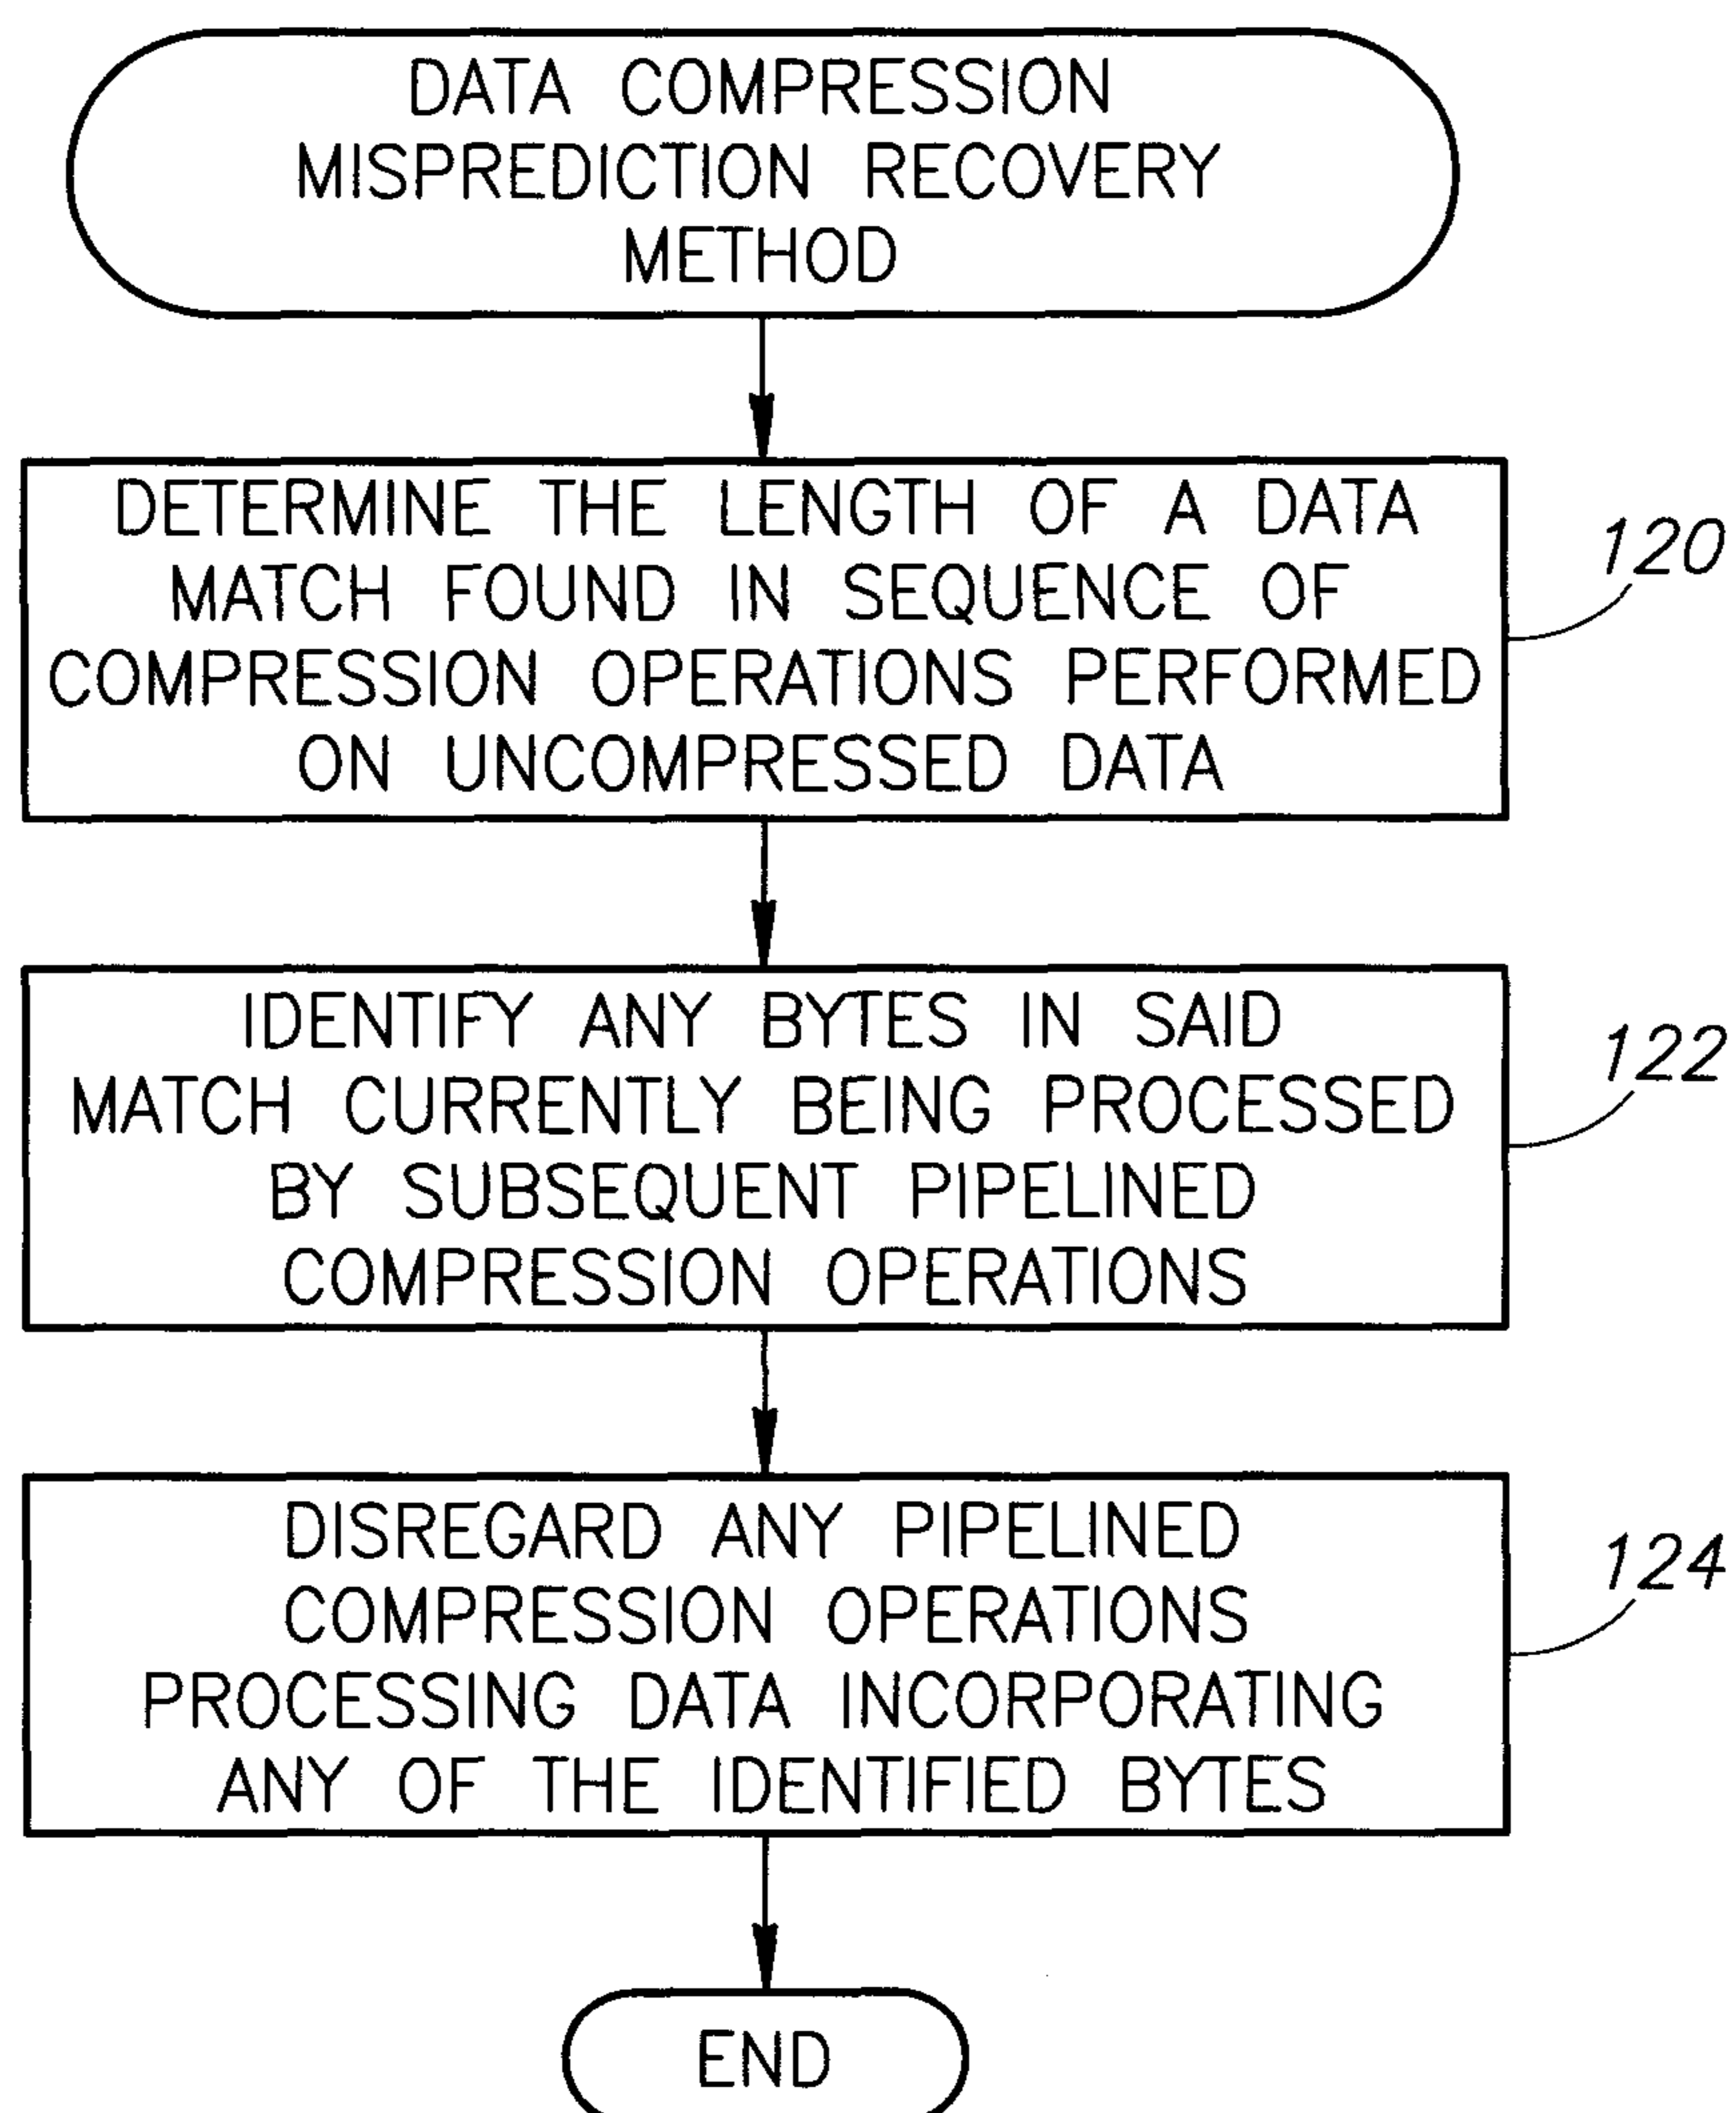 DATA COMPRESSION
MISPREDICTION RECOVERY
METHOD
DETERMINE THE LENGTH OF A DATA
MATCH FOUND IN SEQUENCE OF
COMPRESSION OPERATIONS PERFORMED
ON UNCOMPRESSED DATA
120
IDENTIFY ANY BYTES IN SAID
MATCH CURRENTLY BEING PROCESSED
BY SUBSEQUENT PIPELINED
COMPRESSION OPERATIONS
122
DISREGARD ANY PIPELINED
COMPRESSION OPERATIONS
PROCESSING DATA INCORPORATING
ANY OF THE IDENTIFIED BYTES
124
END